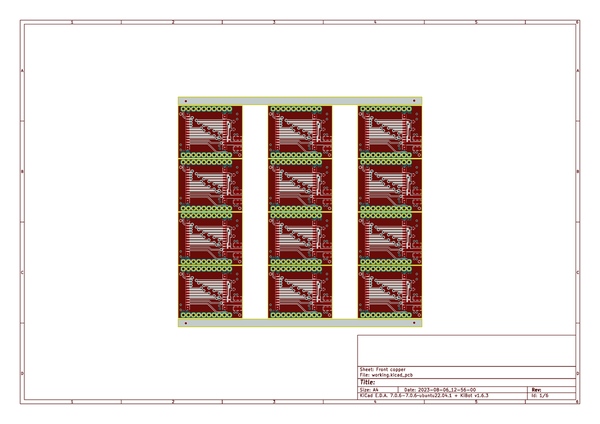 1 2 3 4 5 6
A A
B B
C C
D D
Sheet: Front copper
File: working.kicad_pcb
Title:
Size: A4 Date: 2023-08-06_12-56-00 Rev:
KiCad E.D.A. 7.0.6-7.0.6~ubuntu22.04.1 + KiBot v1.6.3 Id: 1/6
1 2 3 4 5 6